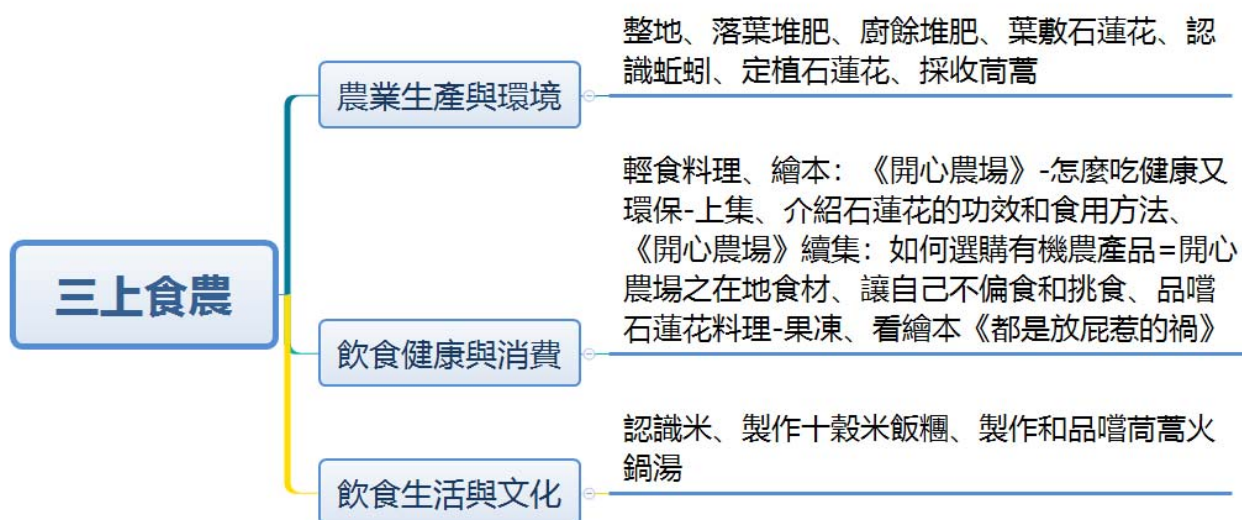 三上食農
農業生產與環境
整地、落葉堆肥、廚餘堆肥、葉敷石蓮花、認
識蚯蚓、定植石蓮花、採收茼蒿
飲食健康與消費
輕食料理、繪本：《開心農場》-怎麼吃健康又
環保-上集、介紹石蓮花的功效和食用方法、
《開心農場》續集：如何選購有機農產品=開心
農場之在地食材、讓自己不偏食和挑食、品嚐
石蓮花料理-果凍、看繪本《都是放屁惹的禍》
飲食生活與文化
認識米、製作十穀米飯糰、製作和品嚐茼蒿火
鍋湯